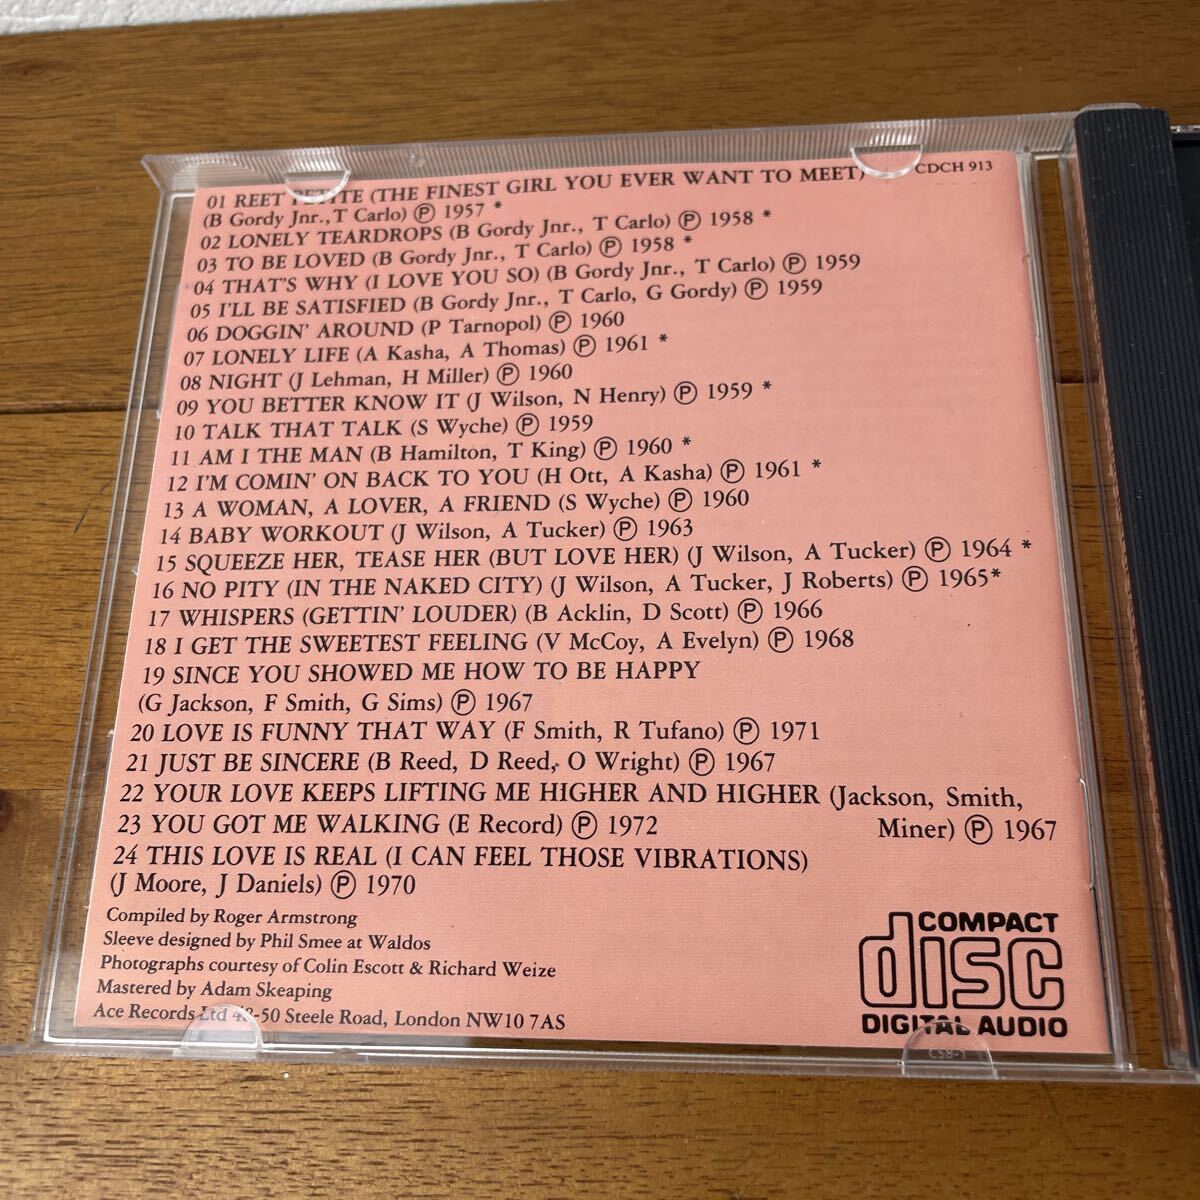 01 REET PETITE (THE FINEST GIRL YOU EVER WANT TO MEET) CDCH 913
(B Gordy Jnr., T Carlo) Ⓟ 1957 *
02 LONELY TEARDROPS (B Gordy Jnr., T Carlo) Ⓟ 1958 *
03 TO BE LOVED (B Gordy Jnr., T Carlo) Ⓟ 1958 *
04 THAT'S WHY (I LOVE YOU SO) (B Gordy Jnr., T Carlo) Ⓟ 1959
05 I'LL BE SATISFIED (B Gordy Jnr., T Carlo, G Gordy) Ⓟ 1959
06 DOGGIN' AROUND (P Tarnopol) Ⓟ 1960
07 LONELY LIFE (A Kasha, A Thomas) Ⓟ 1961 *
08 NIGHT (J Lehman, H Miller) Ⓟ 1960
09 YOU BETTER KNOW IT (J Wilson, N Henry) Ⓟ 1959 *
10 TALK THAT TALK (S Wyche) Ⓟ 1959
11 AM I THE MAN (B Hamilton, T King) Ⓟ 1960 *
12 I'M COMIN' ON BACK TO YOU (H Ott, A Kasha) Ⓟ 1961 *
13 A WOMAN, A LOVER, A FRIEND (S Wyche) Ⓟ 1960
14 BABY WORKOUT (J Wilson, A Tucker) Ⓟ 1963
15 SQUEEZE HER, TEASE HER (BUT LOVE HER) (J Wilson, A Tucker) Ⓟ 1964 *
16 NO PITY (IN THE NAKED CITY) (J Wilson, A Tucker, J Roberts) Ⓟ 1965*
17 WHISPERS (GETTIN' LOUDER) (B Acklin, D Scott) Ⓟ 1966
18 I GET THE SWEETEST FEELING (V McCoy, A Evelyn) Ⓟ 1968
19 SINCE YOU SHOWED ME HOW TO BE HAPPY
(G Jackson, F Smith, G Sims) Ⓟ 1967
20 LOVE IS FUNNY THAT WAY (F Smith, R Tufano) Ⓟ 1971
21 JUST BE SINCERE (B Reed, D Reed, O Wright) Ⓟ 1967
22 YOUR LOVE KEEPS LIFTING ME HIGHER AND HIGHER (Jackson, Smith,
Miner) Ⓟ 1967
23 YOU GOT ME WALKING (E Record) Ⓟ 1972
24 THIS LOVE IS REAL (I CAN FEEL THOSE VIBRATIONS)
(J Moore, J Daniels) Ⓟ 1970
Compiled by Roger Armstrong
Sleeve designed by Phil Smee at Waldos
Photographs courtesy of Colin Escott & Richard Weize
Mastered by Adam Skeaping
Ace Records Ltd 48-50 Steele Road, London NW10 7AS
COMPACT
disc
DIGITAL AUDIO